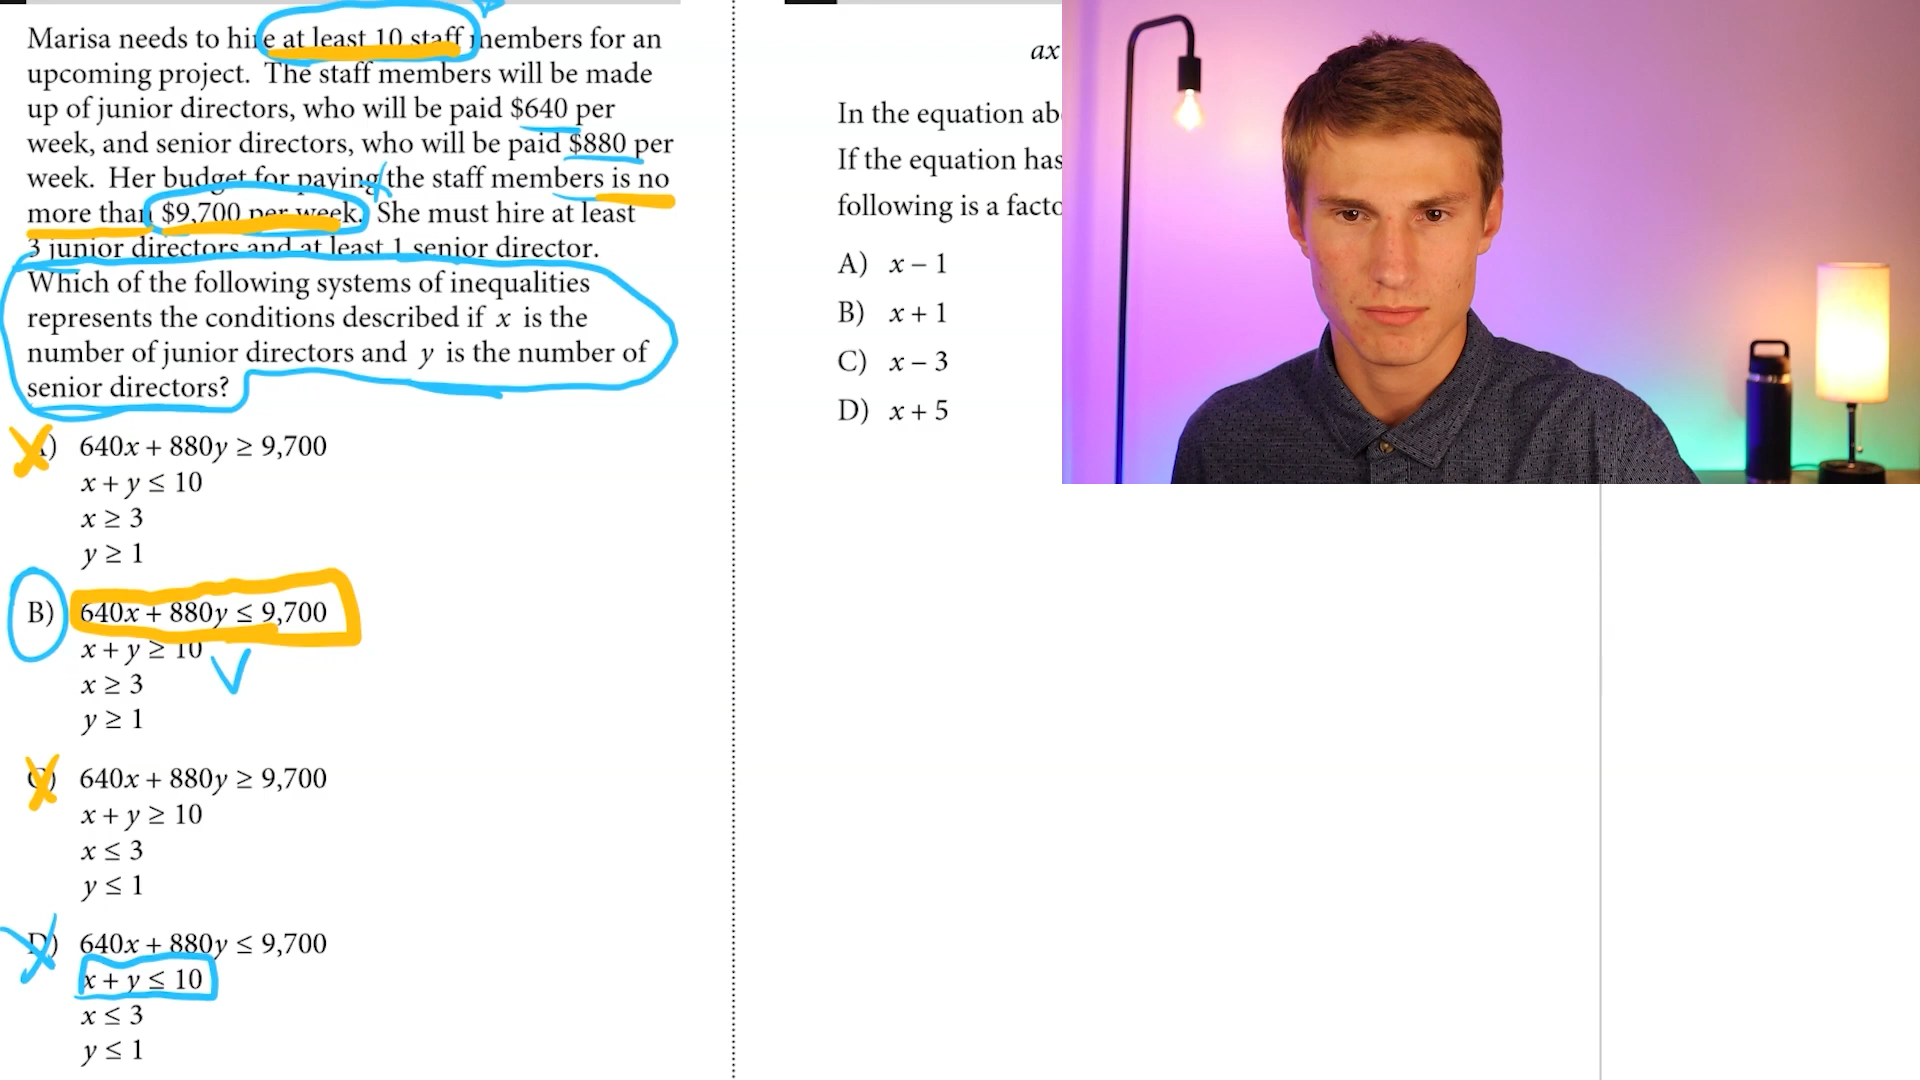 Marisa needs to hire at least 10 staff members for an
upcoming project. The staff members will be made
up of junior directors, who will be paid $640 per
week, and senior directors, who will be paid $880 per
week. Her budget for paying the staff members is no
more than $9,700 per week. She must hire at least
3 junior directors and at least 1 senior director.
Which of the following systems of inequalities
represents the conditions described if x is the
number of junior directors and y is the number of
senior directors?
A) 640x + 880y ≥ 9,700
x + y ≤ 10
x ≥ 3
y ≥ 1
B) 640x + 880y ≤ 9,700
x + y ≥ 10
x ≥ 3
y ≥ 1
C) 640x + 880y ≥ 9,700
x + y ≥ 10
x ≤ 3
y ≤ 1
D) 640x + 880y ≤ 9,700
x + y ≤ 10
x ≤ 3
y ≤ 1
ax
In the equation ab
If the equation has
following is a facto
A) x – 1
B) x + 1
C) x – 3
D) x + 5